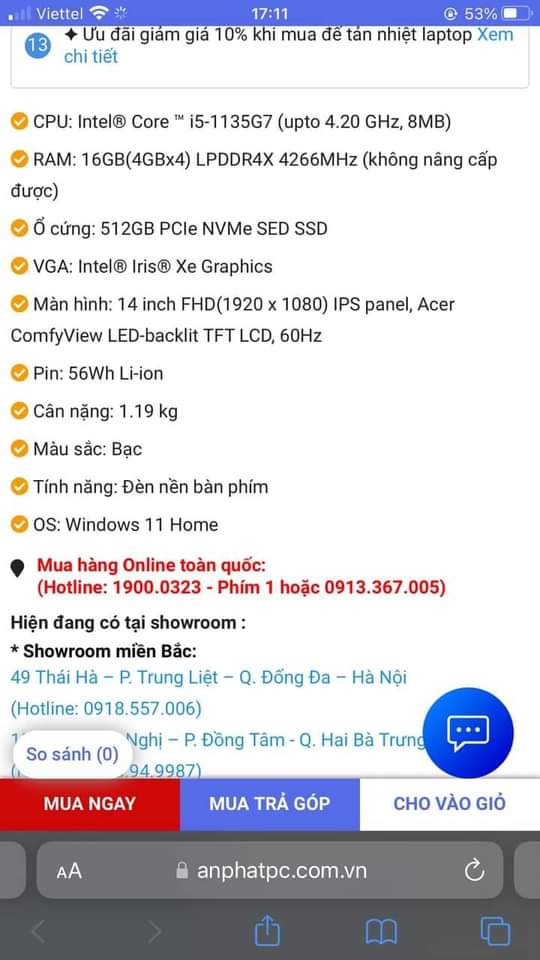 Viettel 17:11 53%
13 ✦ Ưu đãi giảm giá 10% khi mua đế tản nhiệt laptop Xem
chi tiết
CPU: Intel® Core ™ i5-1135G7 (upto 4.20 GHz, 8MB)
RAM: 16GB(4GBx4) LPDDR4X 4266MHz (không nâng cấp
được)
Ổ cứng: 512GB PCIe NVMe SED SSD
VGA: Intel® Iris® Xe Graphics
Màn hình: 14 inch FHD(1920 x 1080) IPS panel, Acer
ComfyView LED-backlit TFT LCD, 60Hz
Pin: 56Wh Li-ion
Cân nặng: 1.19 kg
Màu sắc: Bạc
Tính năng: Đèn nền bàn phím
OS: Windows 11 Home
Mua hàng Online toàn quốc:
(Hotline: 1900.0323 - Phím 1 hoặc 0913.367.005)
Hiện đang có tại showroom :
* Showroom miền Bắc:
49 Thái Hà – P. Trung Liệt – Q. Đống Đa – Hà Nội
(Hotline: 0918.557.006)
Nghị – P. Đồng Tâm - Q. Hai Bà Trưng
So sánh (0)
.94.9987)
MUA NGAY MUA TRẢ GÓP CHO VÀO GIỎ
AA anphatpc.com.vn